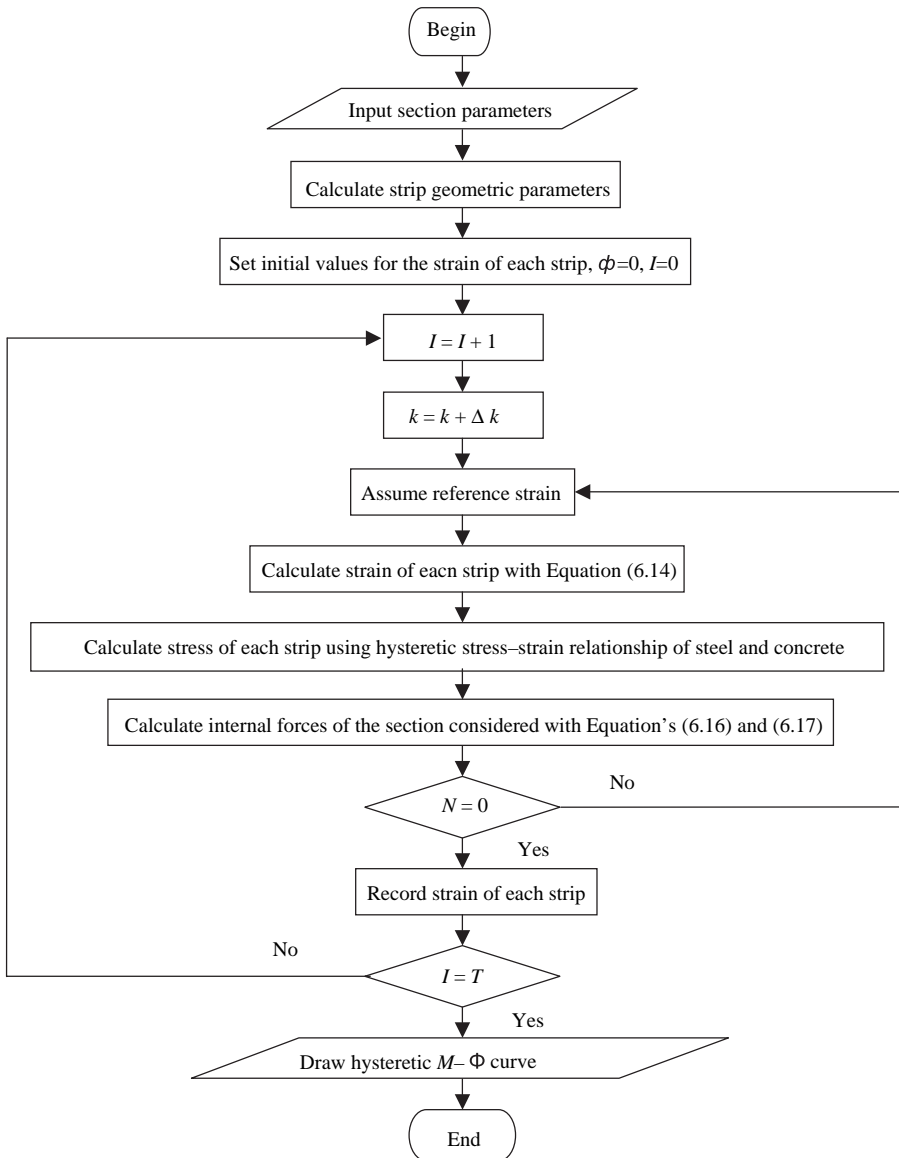 Begin
Input section parameters
Calculate strip geometric parameters
Set initial values for the strain of each strip, ϕ=0, I=0
I = I + 1
k = k + Δ k
Assume reference strain
Calculate strain of eacn strip with Equation (6.14)
Calculate stress of each strip using hysteretic stress–strain relationship of steel and concrete
Calculate internal forces of the section considered with Equation's (6.16) and (6.17)
No
N = 0
Yes
Record strain of each strip
No
I = T
Yes
Draw hysteretic M– Φ curve
End